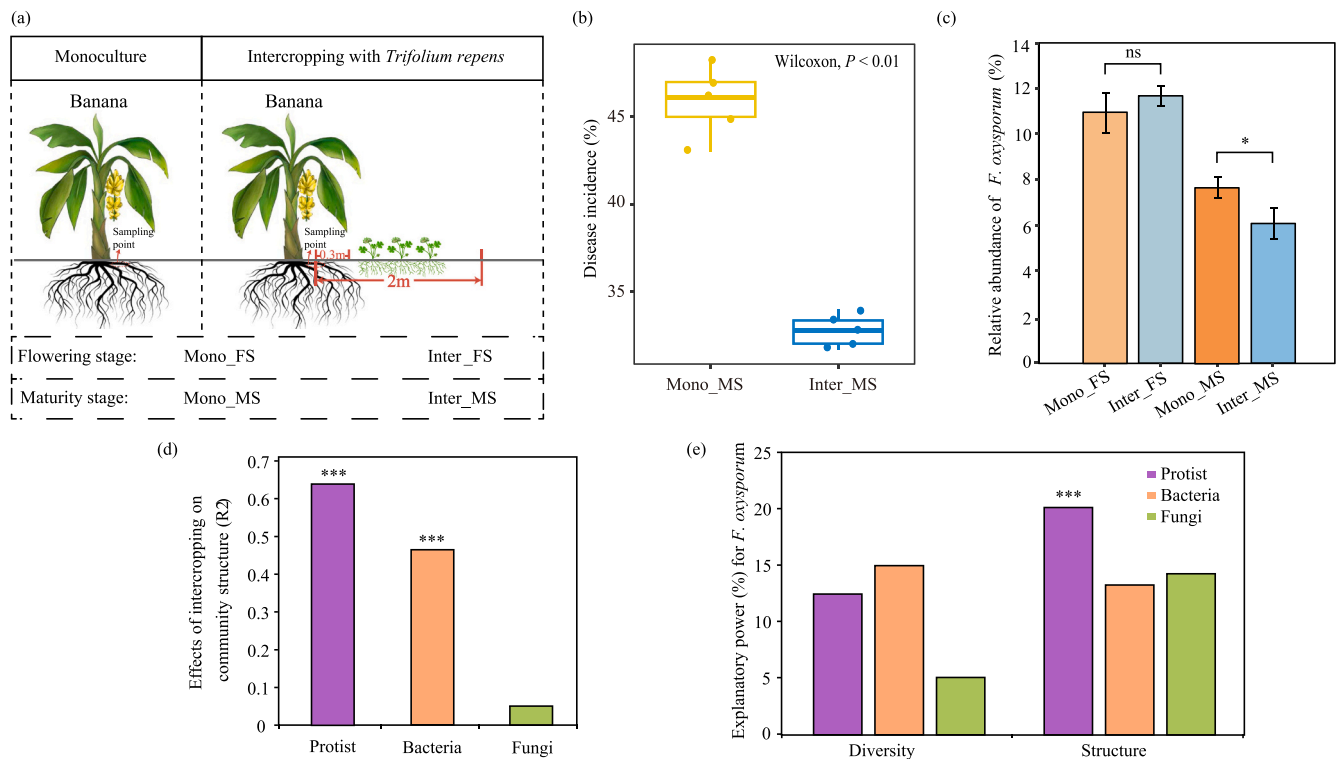 (a)
Monoculture
Intercropping with Trifolium repens
Banana
Banana
Sampling
point
Sampling
point
0.3m
2m
Flowering stage: Mono_FS Inter_FS
Maturity stage: Mono_MS Inter_MS
(b)
Wilcoxon, P < 0.01
Disease incidence (%)
45
40
35
Mono_MS
Inter_MS
(c)
Relative abundance of F. oxysporum (%)
14
12
10
8
6
4
2
0
ns
*
Mono_FS
Inter_FS
Mono_MS
Inter_MS
(d)
Effects of intercropping on
community structure (R2)
0.7
0.6
0.5
0.4
0.3
R0.2
0.1
0
***
***
Protist
Bacteria
Fungi
(e)
Explanatory power (%) for F. oxysporum
25
20
15
10
5
0
***
Protist
Bacteria
Fungi
Diversity
Structure